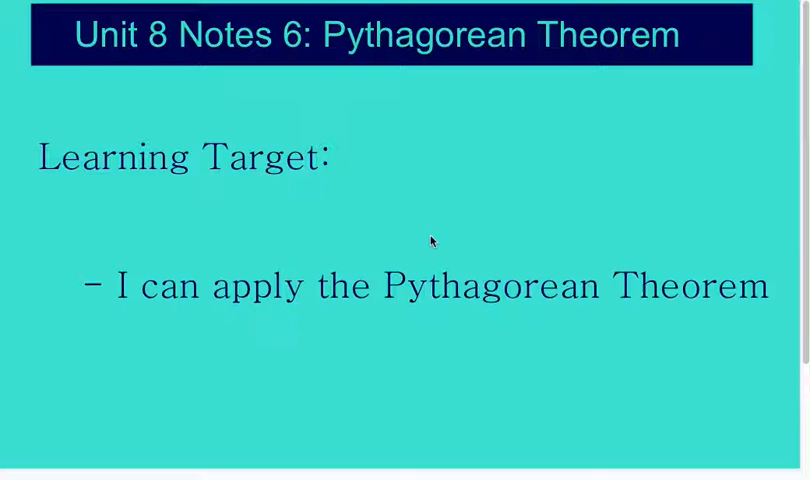 Unit 8 Notes 6: Pythagorean Theorem
Learning Target:
- I can apply the Pythagorean Theorem